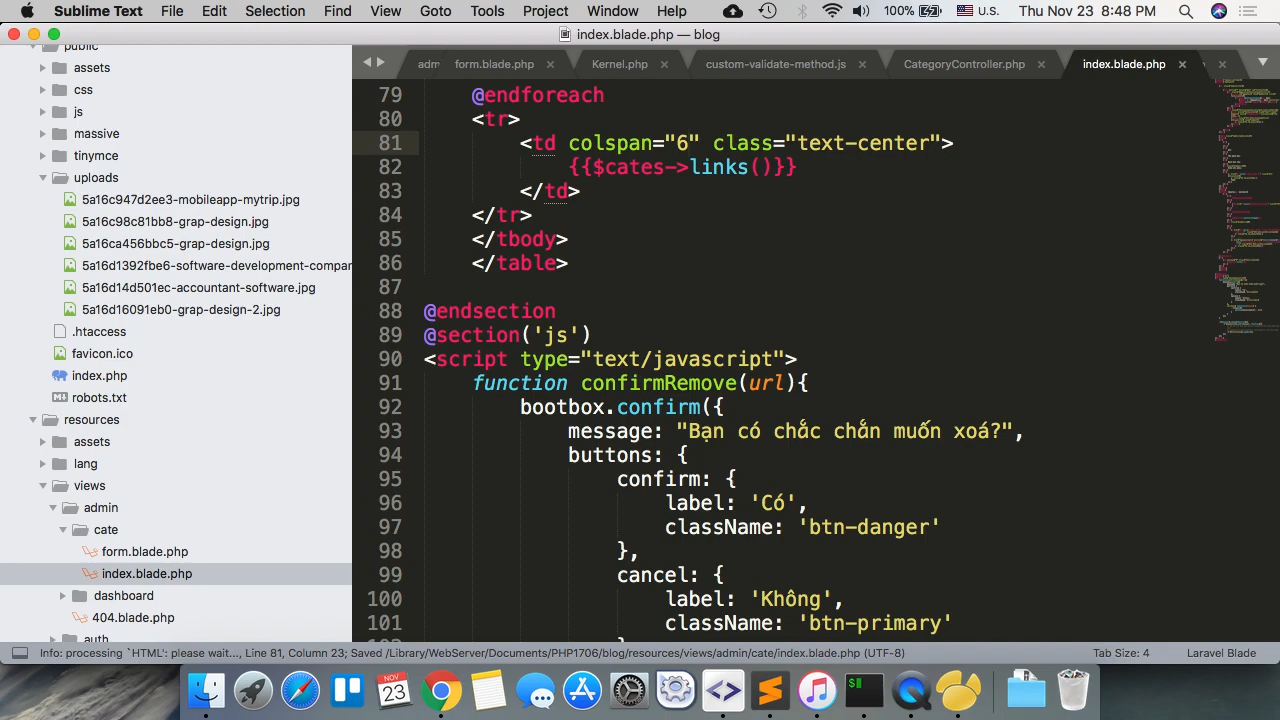 Sublime Text File Edit Selection Find View Goto Tools Project Window Help 100% U.S. Thu Nov 23 8:48 PM
index.blade.php — blog
public
assets
css
js
massive
tinymce
uploads
5a16c947d2ee3-mobileapp-mytrip.jpg
5a16c98c81bb8-grap-design.jpg
5a16ca456bbc5-grap-design.jpg
5a16d1392fbe6-software-development-compar
5a16d14d501ec-accountant-software.jpg
5a16d16091eb0-grap-design-2.jpg
.htaccess
favicon.ico
index.php
robots.txt
resources
assets
lang
views
admin
cate
form.blade.php
index.blade.php
dashboard
404.blade.php
auth
adm form.blade.php Kernel.php custom-validate-method.js CategoryController.php index.blade.php
79 @endforeach
80 <tr>
81 <td colspan="6" class="text-center">
82 {{$cates->links()}}
83 </td>
84 </tr>
85 </tbody>
86 </table>
87
88 @endsection
89 @section('js')
90 <script type="text/javascript">
91 function confirmRemove(url){
92 bootbox.confirm({
93 message: "Bạn có chắc chắn muốn xoá?",
94 buttons: {
95 confirm: {
96 label: 'Có',
97 className: 'btn-danger'
98 },
99 cancel: {
100 label: 'Không',
101 className: 'btn-primary'
Info: processing `HTML': please wait..., Line 81, Column 23; Saved /Library/WebServer/Documents/PHP1706/blog/resources/views/admin/cate/index.blade.php (UTF-8) Tab Size: 4 Laravel Blade
NOV
23